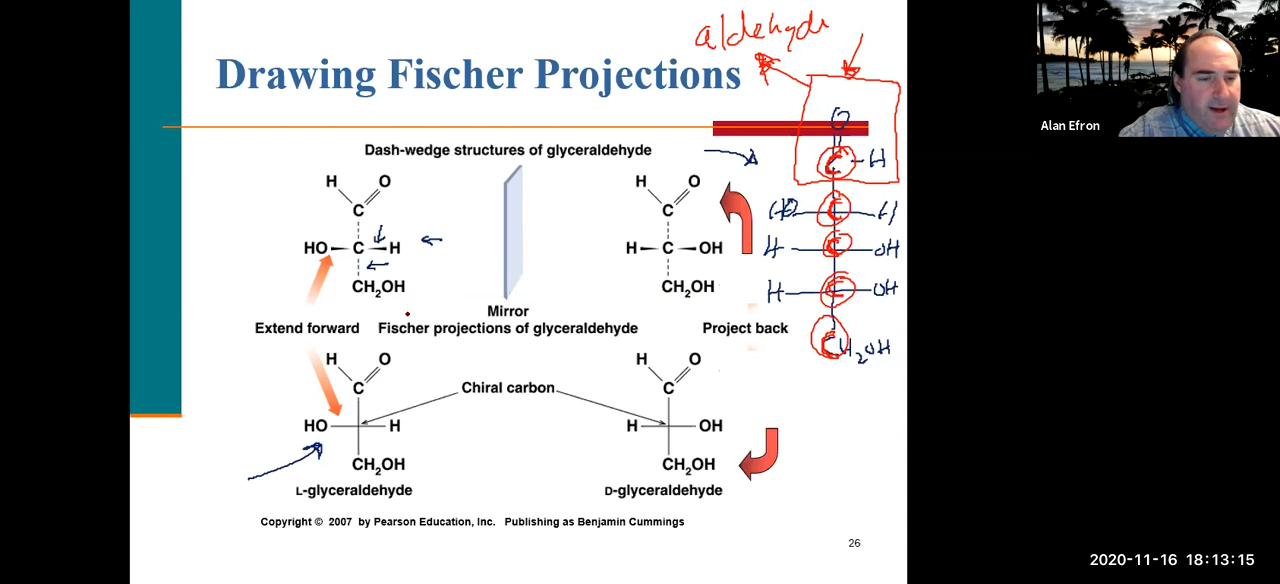 aldehyde
Drawing Fischer Projections
O
Alan Efron
Dash-wedge structures of glyceraldehyde
C-H
H O H O
C C
HO H
HO C H H C OH
H C OH
CH2OH CH2OH
H C OH
Mirror
Extend forward Fischer projections of glyceraldehyde Project back
CH2OH
H O H O
C Chiral carbon C
HO H H OH
CH2OH CH2OH
L-glyceraldehyde D-glyceraldehyde
Copyright © 2007 by Pearson Education, Inc. Publishing as Benjamin Cummings
26
2020-11-16 18:13:15